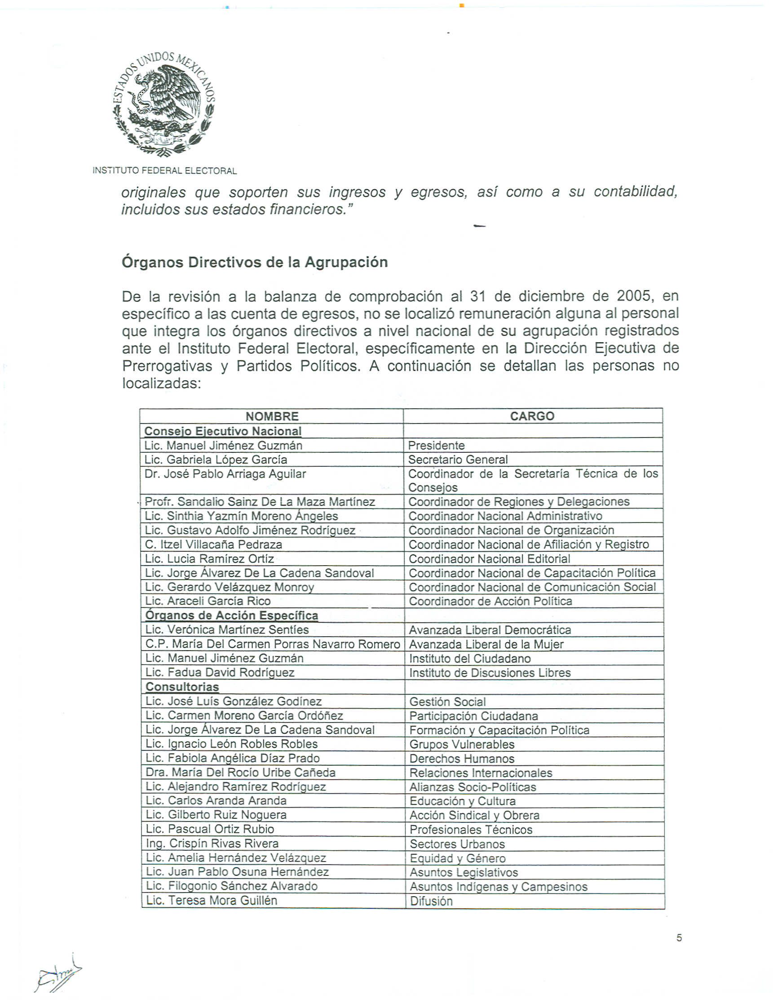 ESTADOS UNIDOS MEXICANOS
INSTITUTO FEDERAL ELECTORAL
originales que soporten sus ingresos y egresos, así como a su contabilidad,
incluidos sus estados financieros.”
Órganos Directivos de la Agrupación
De la revisión a la balanza de comprobación al 31 de diciembre de 2005, en
específico a las cuenta de egresos, no se localizó remuneración alguna al personal
que integra los órganos directivos a nivel nacional de su agrupación registrados
ante el Instituto Federal Electoral, específicamente en la Dirección Ejecutiva de
Prerrogativas y Partidos Políticos. A continuación se detallan las personas no
localizadas:
NOMBRE CARGO
Consejo Ejecutivo Nacional
Lic. Manuel Jiménez Guzmán Presidente
Lic. Gabriela López García Secretario General
Dr. José Pablo Arriaga Aguilar Coordinador de la Secretaría Técnica de los
Consejos
Profr. Sandalio Sainz De La Maza Martínez Coordinador de Regiones y Delegaciones
Lic. Sinthia Yazmín Moreno Ángeles Coordinador Nacional Administrativo
Lic. Gustavo Adolfo Jiménez Rodríguez Coordinador Nacional de Organización
C. Itzel Villacaña Pedraza Coordinador Nacional de Afiliación y Registro
Lic. Lucia Ramírez Ortíz Coordinador Nacional Editorial
Lic. Jorge Álvarez De La Cadena Sandoval Coordinador Nacional de Capacitación Política
Lic. Gerardo Velázquez Monroy Coordinador Nacional de Comunicación Social
Lic. Araceli García Rico Coordinador de Acción Política
Órganos de Acción Específica
Lic. Verónica Martínez Sentíes Avanzada Liberal Democrática
C.P. María Del Carmen Porras Navarro Romero Avanzada Liberal de la Mujer
Lic. Manuel Jiménez Guzmán Instituto del Ciudadano
Lic. Fadua David Rodríguez Instituto de Discusiones Libres
Consultorias
Lic. José Luís González Godínez Gestión Social
Lic. Carmen Moreno García Ordóñez Participación Ciudadana
Lic. Jorge Álvarez De La Cadena Sandoval Formación y Capacitación Política
Lic. Ignacio León Robles Robles Grupos Vulnerables
Lic. Fabiola Angélica Díaz Prado Derechos Humanos
Dra. María Del Rocío Uribe Cañeda Relaciones Internacionales
Lic. Alejandro Ramírez Rodríguez Alianzas Socio-Políticas
Lic. Carlos Aranda Aranda Educación y Cultura
Lic. Gilberto Ruiz Noguera Acción Sindical y Obrera
Lic. Pascual Ortiz Rubio Profesionales Técnicos
Ing. Crispín Rivas Rivera Sectores Urbanos
Lic. Amelia Hernández Velázquez Equidad y Género
Lic. Juan Pablo Osuna Hernández Asuntos Legislativos
Lic. Filogonio Sánchez Alvarado Asuntos Indígenas y Campesinos
Lic. Teresa Mora Guillén Difusión
5